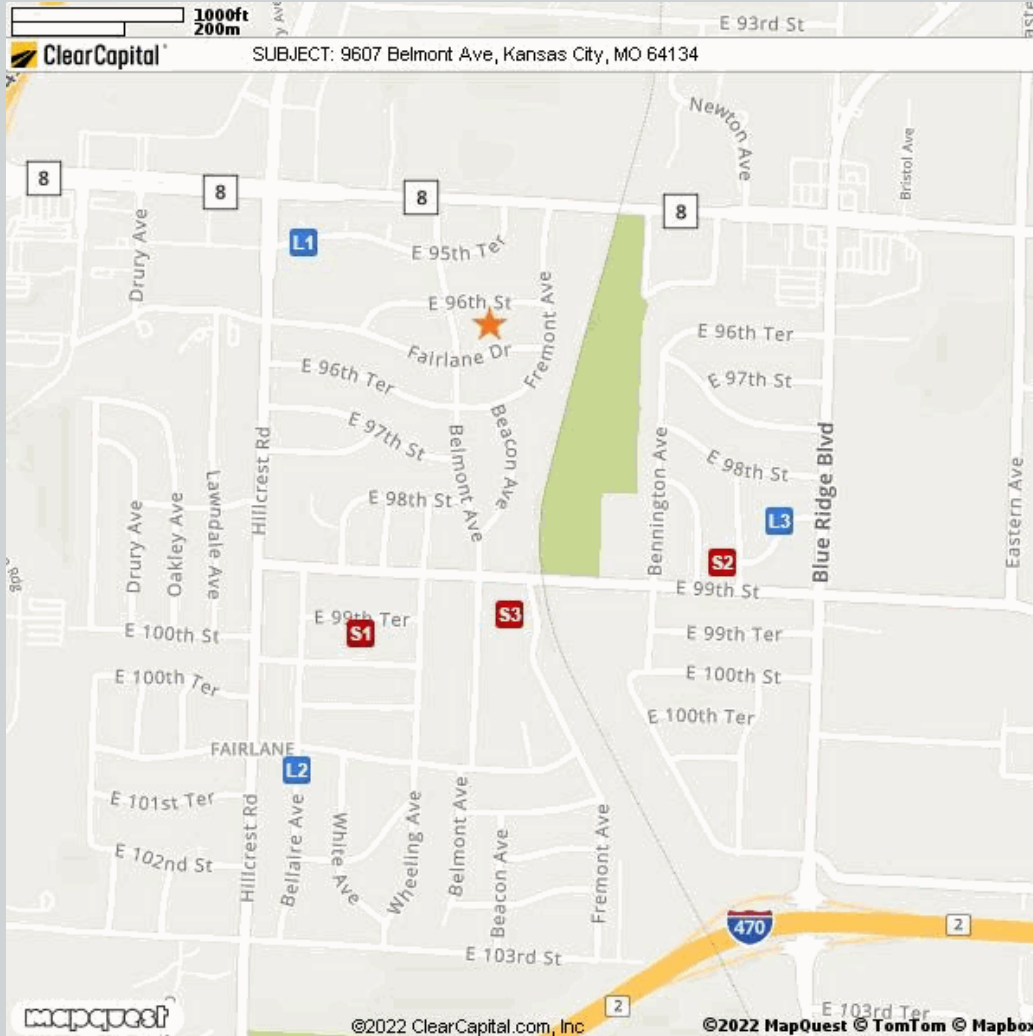 1000ft
200m
ry Ave
E 93rd St
ClearCapital
SUBJECT: 9607 Belmont Ave, Kansas City, MO 64134
Newton Ave
Bristol Ave
8
8
8
8
Drury Ave
L1
E 95th Ter
E 96th St
Fremont Ave
Fairlane Dr
E 96th Ter
E 96th Ter
E 97th St
Beacon Ave
E 97th St
Belmont Ave
Hillcrest Rd
Bennington Ave
E 98th St
Blue Ridge Blvd
Eastern Ave
Drury Ave
Oakley Ave
Lawndale Ave
E 98th St
L3
S2
E 99th St
E 99th Ter
S1
S3
E 100th St
E 99th Ter
E 100th Ter
E 100th St
E 100th Ter
FAIRLANE
L2
E 101st Ter
Hillcrest Rd
Bellaire Ave
White Ave
Wheeling Ave
Belmont Ave
Beacon Ave
Fremont Ave
E 102nd St
470
2
E 103rd St
2
E 103rd Ter
mapquest
©2022 ClearCapital.com, Inc
©2022 MapQuest © TomTom © Mapbox